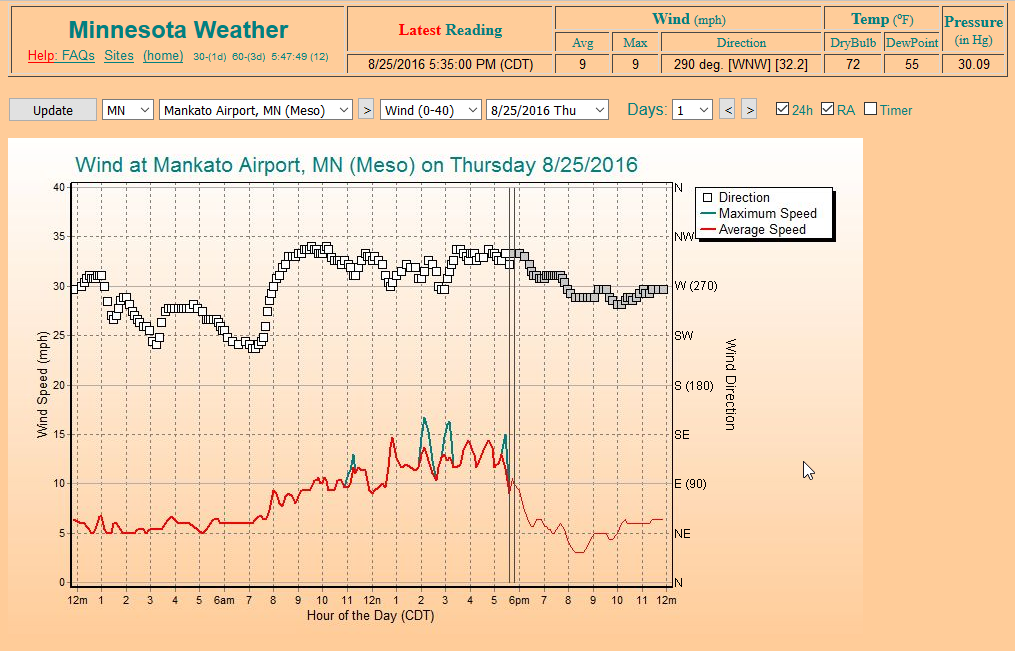 Minnesota Weather
Help: FAQs Sites (home) 30-(1d) 60-(3d) 5:47:49 (12)
Latest Reading
8/25/2016 5:35:00 PM (CDT)
Wind (mph)
Avg Max Direction
9 9 290 deg. [WNW] [32.2]
Temp (°F)
DryBulb DewPoint
72 55
Pressure
(in Hg)
30.09
Update MN Mankato Airport, MN (Meso) > Wind (0-40) 8/25/2016 Thu Days: 1 < > 24h RA Timer
Wind at Mankato Airport, MN (Meso) on Thursday 8/25/2016
Direction
Maximum Speed
Average Speed
Wind Speed (mph)
40
35
30
25
20
15
10
5
0
N
NW
W (270)
SW
S (180)
SE
E (90)
NE
N
Wind Direction
12m 1 2 3 4 5 6am 7 8 9 10 11 12n 1 2 3 4 5 6pm 7 8 9 10 11 12m
Hour of the Day (CDT)